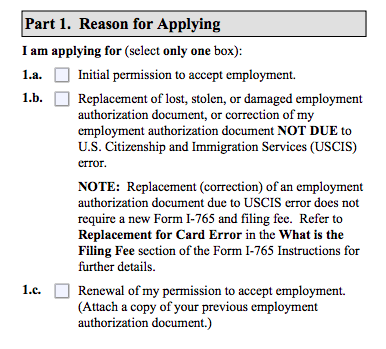 Part 1. Reason for Applying
I am applying for (select only one box):
1.a. Initial permission to accept employment.
1.b. Replacement of lost, stolen, or damaged employment
authorization document, or correction of my
employment authorization document NOT DUE to
U.S. Citizenship and Immigration Services (USCIS)
error.
NOTE: Replacement (correction) of an employment
authorization document due to USCIS error does not
require a new Form I-765 and filing fee. Refer to
Replacement for Card Error in the What is the
Filing Fee section of the Form I-765 Instructions for
further details.
1.c. Renewal of my permission to accept employment.
(Attach a copy of your previous employment
authorization document.)